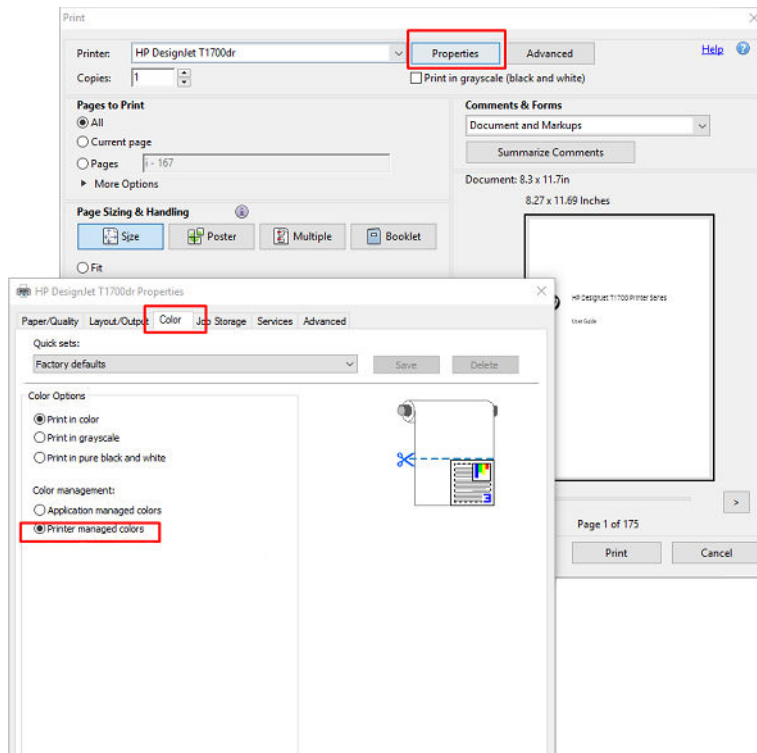 Print
Printer: HP DesignJet T1700dr Properties Advanced Help
Copies: 1 Print in grayscale (black and white)
Pages to Print
All
Current page
Pages i - 167
More Options
Comments & Forms
Document and Markups
Summarize Comments
Document: 8.3 x 11.7in
8.27 x 11.69 Inches
Page Sizing & Handling
Size Poster Multiple Booklet
Fit
HP DesignJet T1700 Printer Series
User Guide
Page 1 of 175
>
Print Cancel
HP DesignJet T1700dr Properties
Paper/Quality Layout/Output Color Job Storage Services Advanced
Quick sets:
Factory defaults Save Delete
Color Options
Print in color
Print in grayscale
Print in pure black and white
Color management:
Application managed colors
Printer managed colors
3